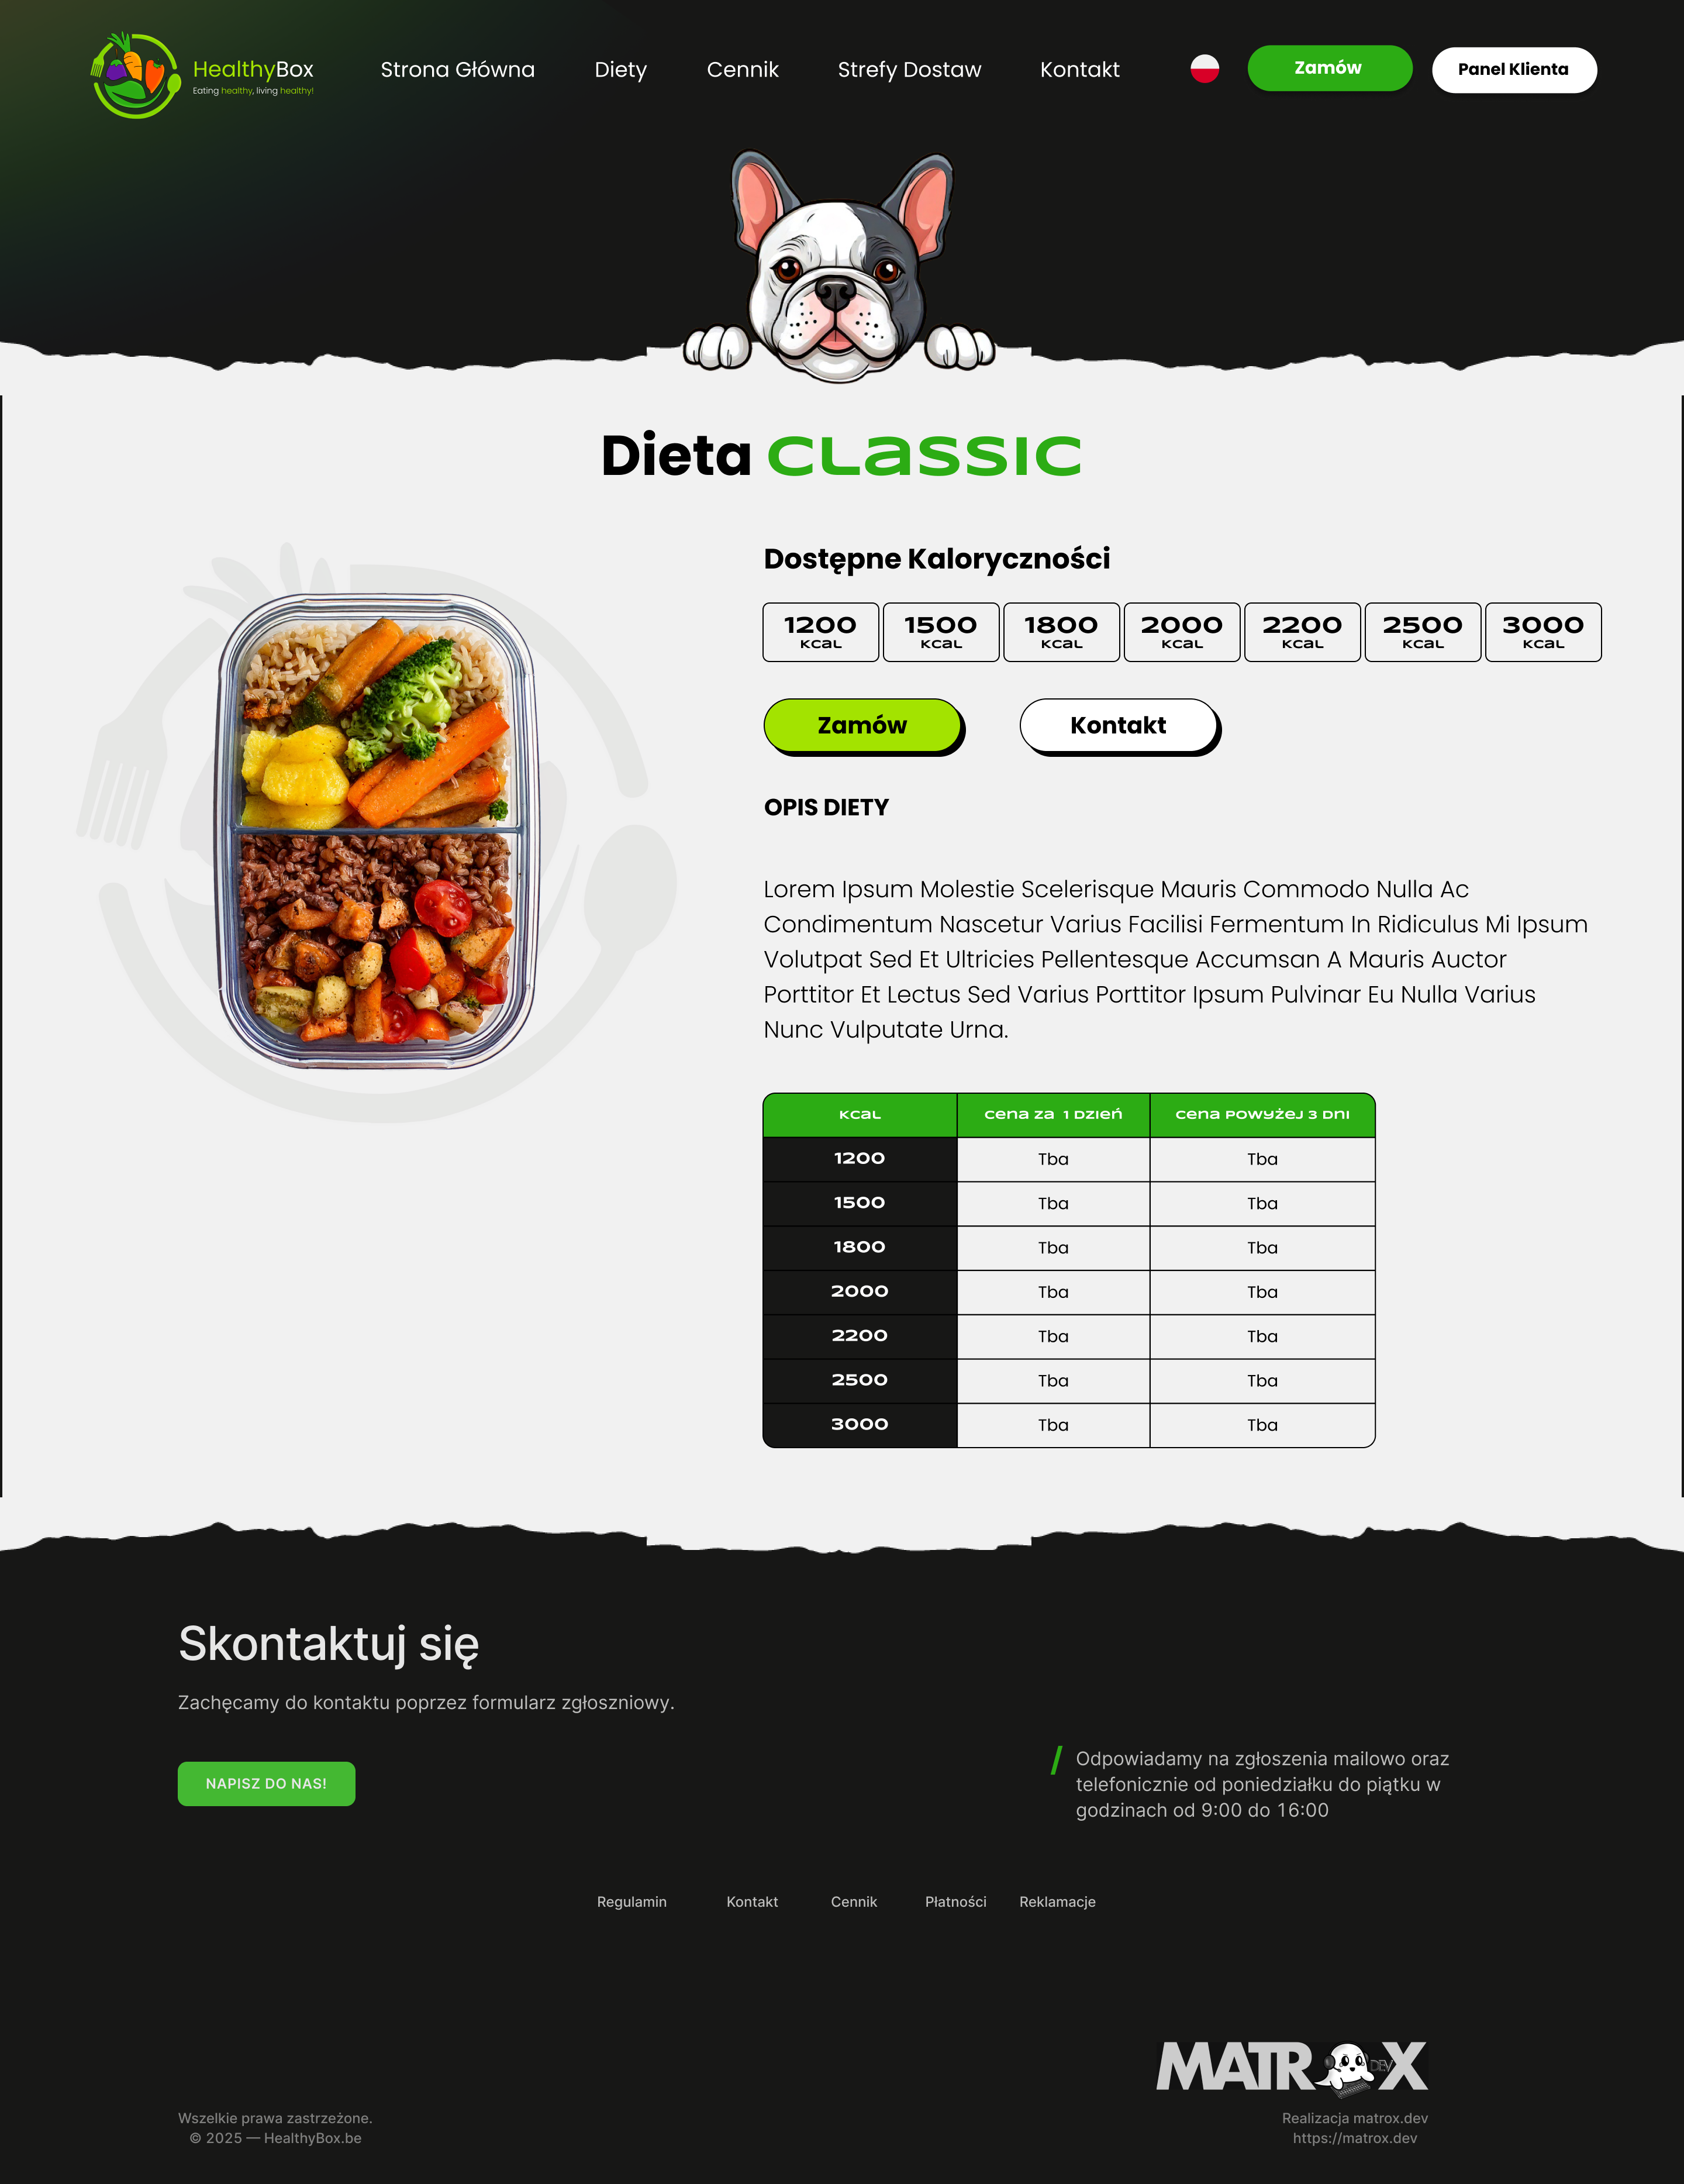 HealthyBox
Eating healthy, living healthy!
Strona Główna
Diety
Cennik
Strefy Dostaw
Kontakt
Zamów
Panel Klienta
Dieta CLaSSIC
Dostępne Kaloryczności
1200 1500 1800 2000 2200 2500 3000
KCaL KCaL KCaL KCaL KCaL KCaL KCaL
Zamów
Kontakt
OPIS DIETY
Lorem Ipsum Molestie Scelerisque Mauris Commodo Nulla Ac
Condimentum Nascetur Varius Facilisi Fermentum In Ridiculus Mi Ipsum
Volutpat Sed Et Ultricies Pellentesque Accumsan A Mauris Auctor
Porttitor Et Lectus Sed Varius Porttitor Ipsum Pulvinar Eu Nulla Varius
Nunc Vulputate Urna.
KCaL Cena za 1 Dzień Cena Powyżej 3 Dni
1200 Tba Tba
1500 Tba Tba
1800 Tba Tba
2000 Tba Tba
2200 Tba Tba
2500 Tba Tba
3000 Tba Tba
Skontaktuj się
Zachęcamy do kontaktu poprzez formularz zgłoszniowy.
NAPISZ DO NAS!
/ Odpowiadamy na zgłoszenia mailowo oraz
telefonicznie od poniedziałku do piątku w
godzinach od 9:00 do 16:00
Regulamin Kontakt Cennik Płatności Reklamacje
MATROX DEV
Wszelkie prawa zastrzeżone.
© 2025 — HealthyBox.be
Realizacja matrox.dev
https://matrox.dev